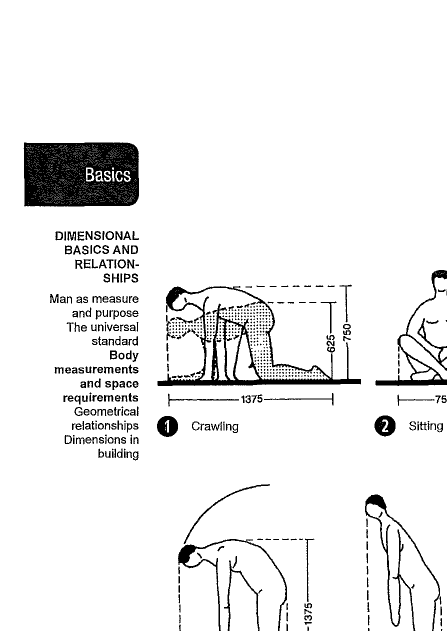 Basics
DIMENSIONAL
BASICS AND
RELATION-
SHIPS
Man as measure
and purpose
The universal
standard
Body
measurements
and space
requirements
Geometrical
relationships
Dimensions in
building
625
750
1375
1 Crawling
75
2 Sitting
1375